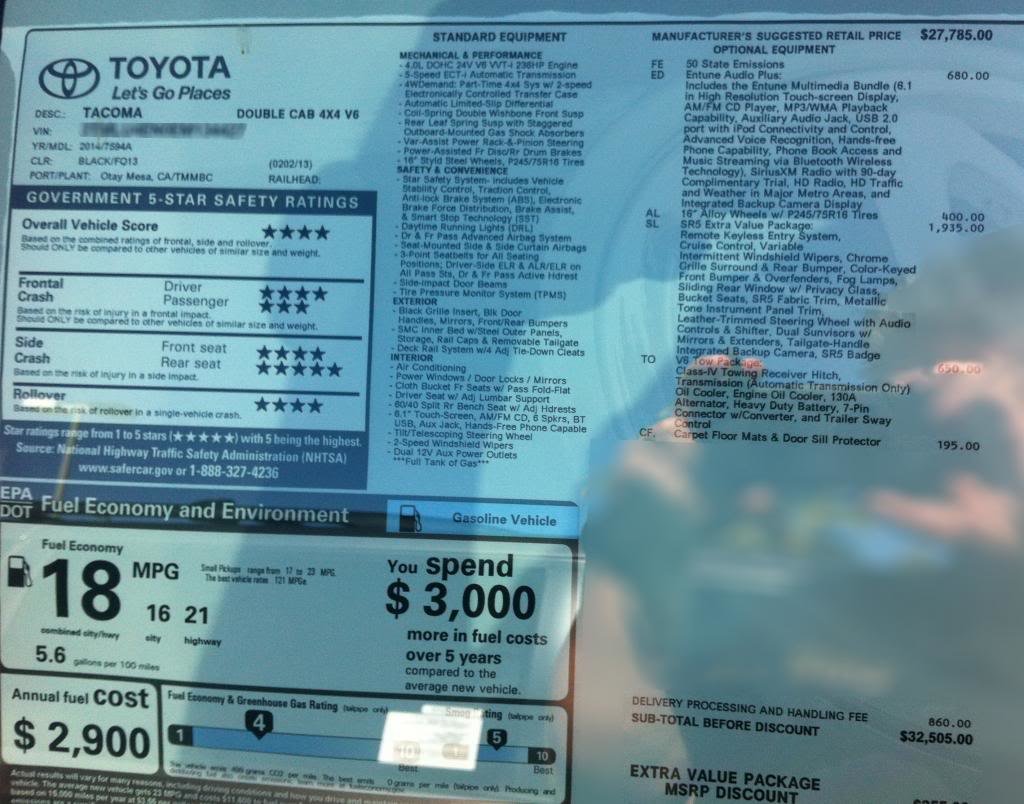 TOYOTA
Let's Go Places
DESC: TACOMA DOUBLE CAB 4X4 V6
VIN:
YR/MDL: 2014/7594A
CLR: BLACK/FQ13 (0202/13)
PORT/PLANT: Otay Mesa, CA/TMMBC RAILHEAD:
GOVERNMENT 5-STAR SAFETY RATINGS
Overall Vehicle Score ★★★★
Based on the combined ratings of frontal, side and rollover.
Should ONLY be compared to other vehicles of similar size and weight.
Frontal Driver ★★★★
Crash Passenger ★★★
Based on the risk of injury in a frontal impact.
Should ONLY be compared to other vehicles of similar size and weight.
Side Front seat ★★★★
Crash Rear seat ★★★★★
Based on the risk of injury in a side impact.
Rollover ★★★★
Based on the risk of rollover in a single-vehicle crash.
Star ratings range from 1 to 5 stars (★★★★★) with 5 being the highest.
Source: National Highway Traffic Safety Administration (NHTSA)
www.safercar.gov or 1-888-327-4236
STANDARD EQUIPMENT
MECHANICAL & PERFORMANCE
- 4.0L DOHC 24V V6 VVT-i 236HP Engine
- 5-Speed ECT-i Automatic Transmission
- 4WDemand: Part-Time 4x4 Sys w/ 2-speed
Electronically Controlled Transfer Case
- Automatic Limited-Slip Differential
- Coil-Spring Double Wishbone Front Susp
- Rear Leaf Spring Susp with Staggered
Outboard-Mounted Gas Shock Absorbers
- Var-Assist Power Rack-&-Pinion Steering
- Power-Assisted Fr Disc/Rr Drum Brakes
- 16" Styld Steel Wheels, P245/75R16 Tires
SAFETY & CONVENIENCE
- Star Safety System- includes Vehicle
Stability Control, Traction Control,
Anti-lock Brake System (ABS), Electronic
Brake Force Distribution, Brake Assist,
& Smart Stop Technology (SST)
- Daytime Running Lights (DRL)
- Dr & Fr Pass Advanced Airbag System
- Seat-Mounted Side & Side Curtain Airbags
- 3-Point Seatbelts for All Seating
Positions; Driver-Side ELR & ALR/ELR on
All Pass Sts, Dr & Fr Pass Active Hdrest
- Side-Impact Door Beams
- Tire Pressure Monitor System (TPMS)
EXTERIOR
- Black Grille Insert, Blk Door
Handles, Mirrors, Front/Rear Bumpers
- SMC Inner Bed w/Steel Outer Panels,
Storage, Rail Caps & Removable Tailgate
- Deck Rail System w/4 Adj Tie-Down Cleats
INTERIOR
- Air Conditioning
- Power Windows / Door Locks / Mirrors
- Cloth Bucket Fr Seats w/ Pass Fold-Flat
- Driver Seat w/ Adj Lumbar Support
- 60/40 Split Rr Bench Seat w/ Adj Hdrests
- 6.1" Touch-Screen, AM/FM CD, 6 Spkrs, BT
USB, Aux Jack, Hands-Free Phone Capable
- Tilt/Telescoping Steering Wheel
- 2-Speed Windshield Wipers
- Dual 12V Aux Power Outlets
***Full Tank of Gas***
MANUFACTURER'S SUGGESTED RETAIL PRICE $27,785.00
OPTIONAL EQUIPMENT
FE 50 State Emissions
ED Entune Audio Plus: 680.00
Includes the Entune Multimedia Bundle (6.1
in High Resolution Touch-screen Display,
AM/FM CD Player, MP3/WMA Playback
Capability, Auxiliary Audio Jack, USB 2.0
port with iPod Connectivity and Control,
Advanced Voice Recognition, Hands-free
Phone Capability, Phone Book Access and
Music Streaming via Bluetooth Wireless
Technology), SiriusXM Radio with 90-day
Complimentary Trial, HD Radio, HD Traffic
and Weather in Major Metro Areas, and
Integrated Backup Camera Display
AL 16" Alloy Wheels w/ P245/75R16 Tires 400.00
SL SR5 Extra Value Package: 1,935.00
Remote Keyless Entry System,
Cruise Control, Variable
Intermittent Windshield Wipers, Chrome
Grille Surround & Rear Bumper, Color-Keyed
Front Bumper & Overfenders, Fog Lamps,
Sliding Rear Window w/ Privacy Glass,
Bucket Seats, SR5 Fabric Trim, Metallic
Tone Instrument Panel Trim,
Leather-Trimmed Steering Wheel with Audio
Controls & Shifter, Dual Sunvisors w/
Mirrors & Extenders, Tailgate-Handle
Integrated Backup Camera, SR5 Badge
TO V6 Tow Package: 650.00
Class-IV Towing Receiver Hitch,
Transmission (Automatic Transmission Only)
Oil Cooler, Engine Oil Cooler, 130A
Alternator, Heavy Duty Battery, 7-Pin
Connector w/Converter, and Trailer Sway
Control
CF. Carpet Floor Mats & Door Sill Protector 195.00
DELIVERY PROCESSING AND HANDLING FEE 860.00
SUB-TOTAL BEFORE DISCOUNT $32,505.00
EXTRA VALUE PACKAGE
MSRP DISCOUNT
EPA
DOT Fuel Economy and Environment
Gasoline Vehicle
Fuel Economy
18 MPG
Small Pickups range from 17 to 23 MPG.
The best vehicle rates 121 MPGe.
16 21
combined city/hwy city highway
5.6 gallons per 100 miles
You spend
$ 3,000
more in fuel costs
over 5 years
compared to the
average new vehicle.
Annual fuel COST
$ 2,900
Fuel Economy & Greenhouse Gas Rating (tailpipe only)
Smog Rating (tailpipe only)
1 4 5 10
Best Best